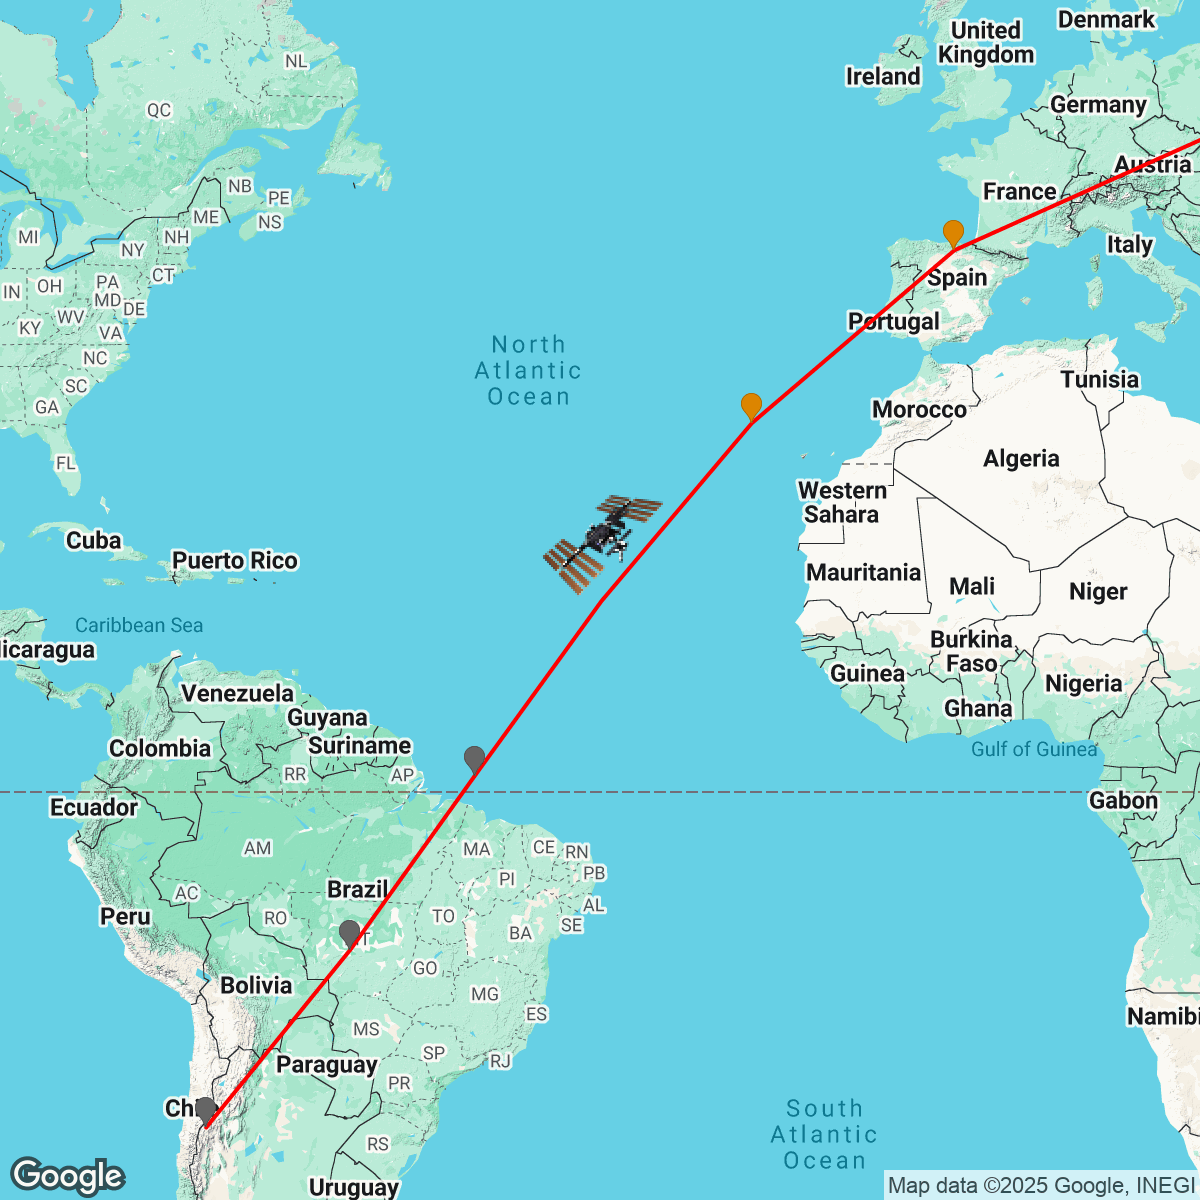 Denmark
United
Kingdom
Ireland
NL
QC
Germany
Austria
France
NB
PE
NS
ME
MI
NH
NY
Italy
CT
PA
OH
IN
MD
DE
WV
Spain
KY
VA
Portugal
NC
North
Atlantic
Ocean
SC
GA
Tunisia
Morocco
FL
Algeria
Western
Sahara
Cuba
Puerto Rico
Mauritania
Mali
Niger
Caribbean Sea
licaragua
Burkina
Faso
Guinea
Nigeria
Venezuela
Ghana
Guyana
Suriname
Colombia
Gulf of Guinea
RR
AP
Ecuador
Gabon
AM
MA
CE
RN
PI
PB
Brazil
AC
AL
Peru
RO
TO
SE
BA
T
GO
Bolivia
MG
ES
Namibi
MS
SP
RJ
Paraguay
PR
Chi
South
Atlantic
Ocean
RS
Uruguay
Google
Map data ©2025 Google, INEGI